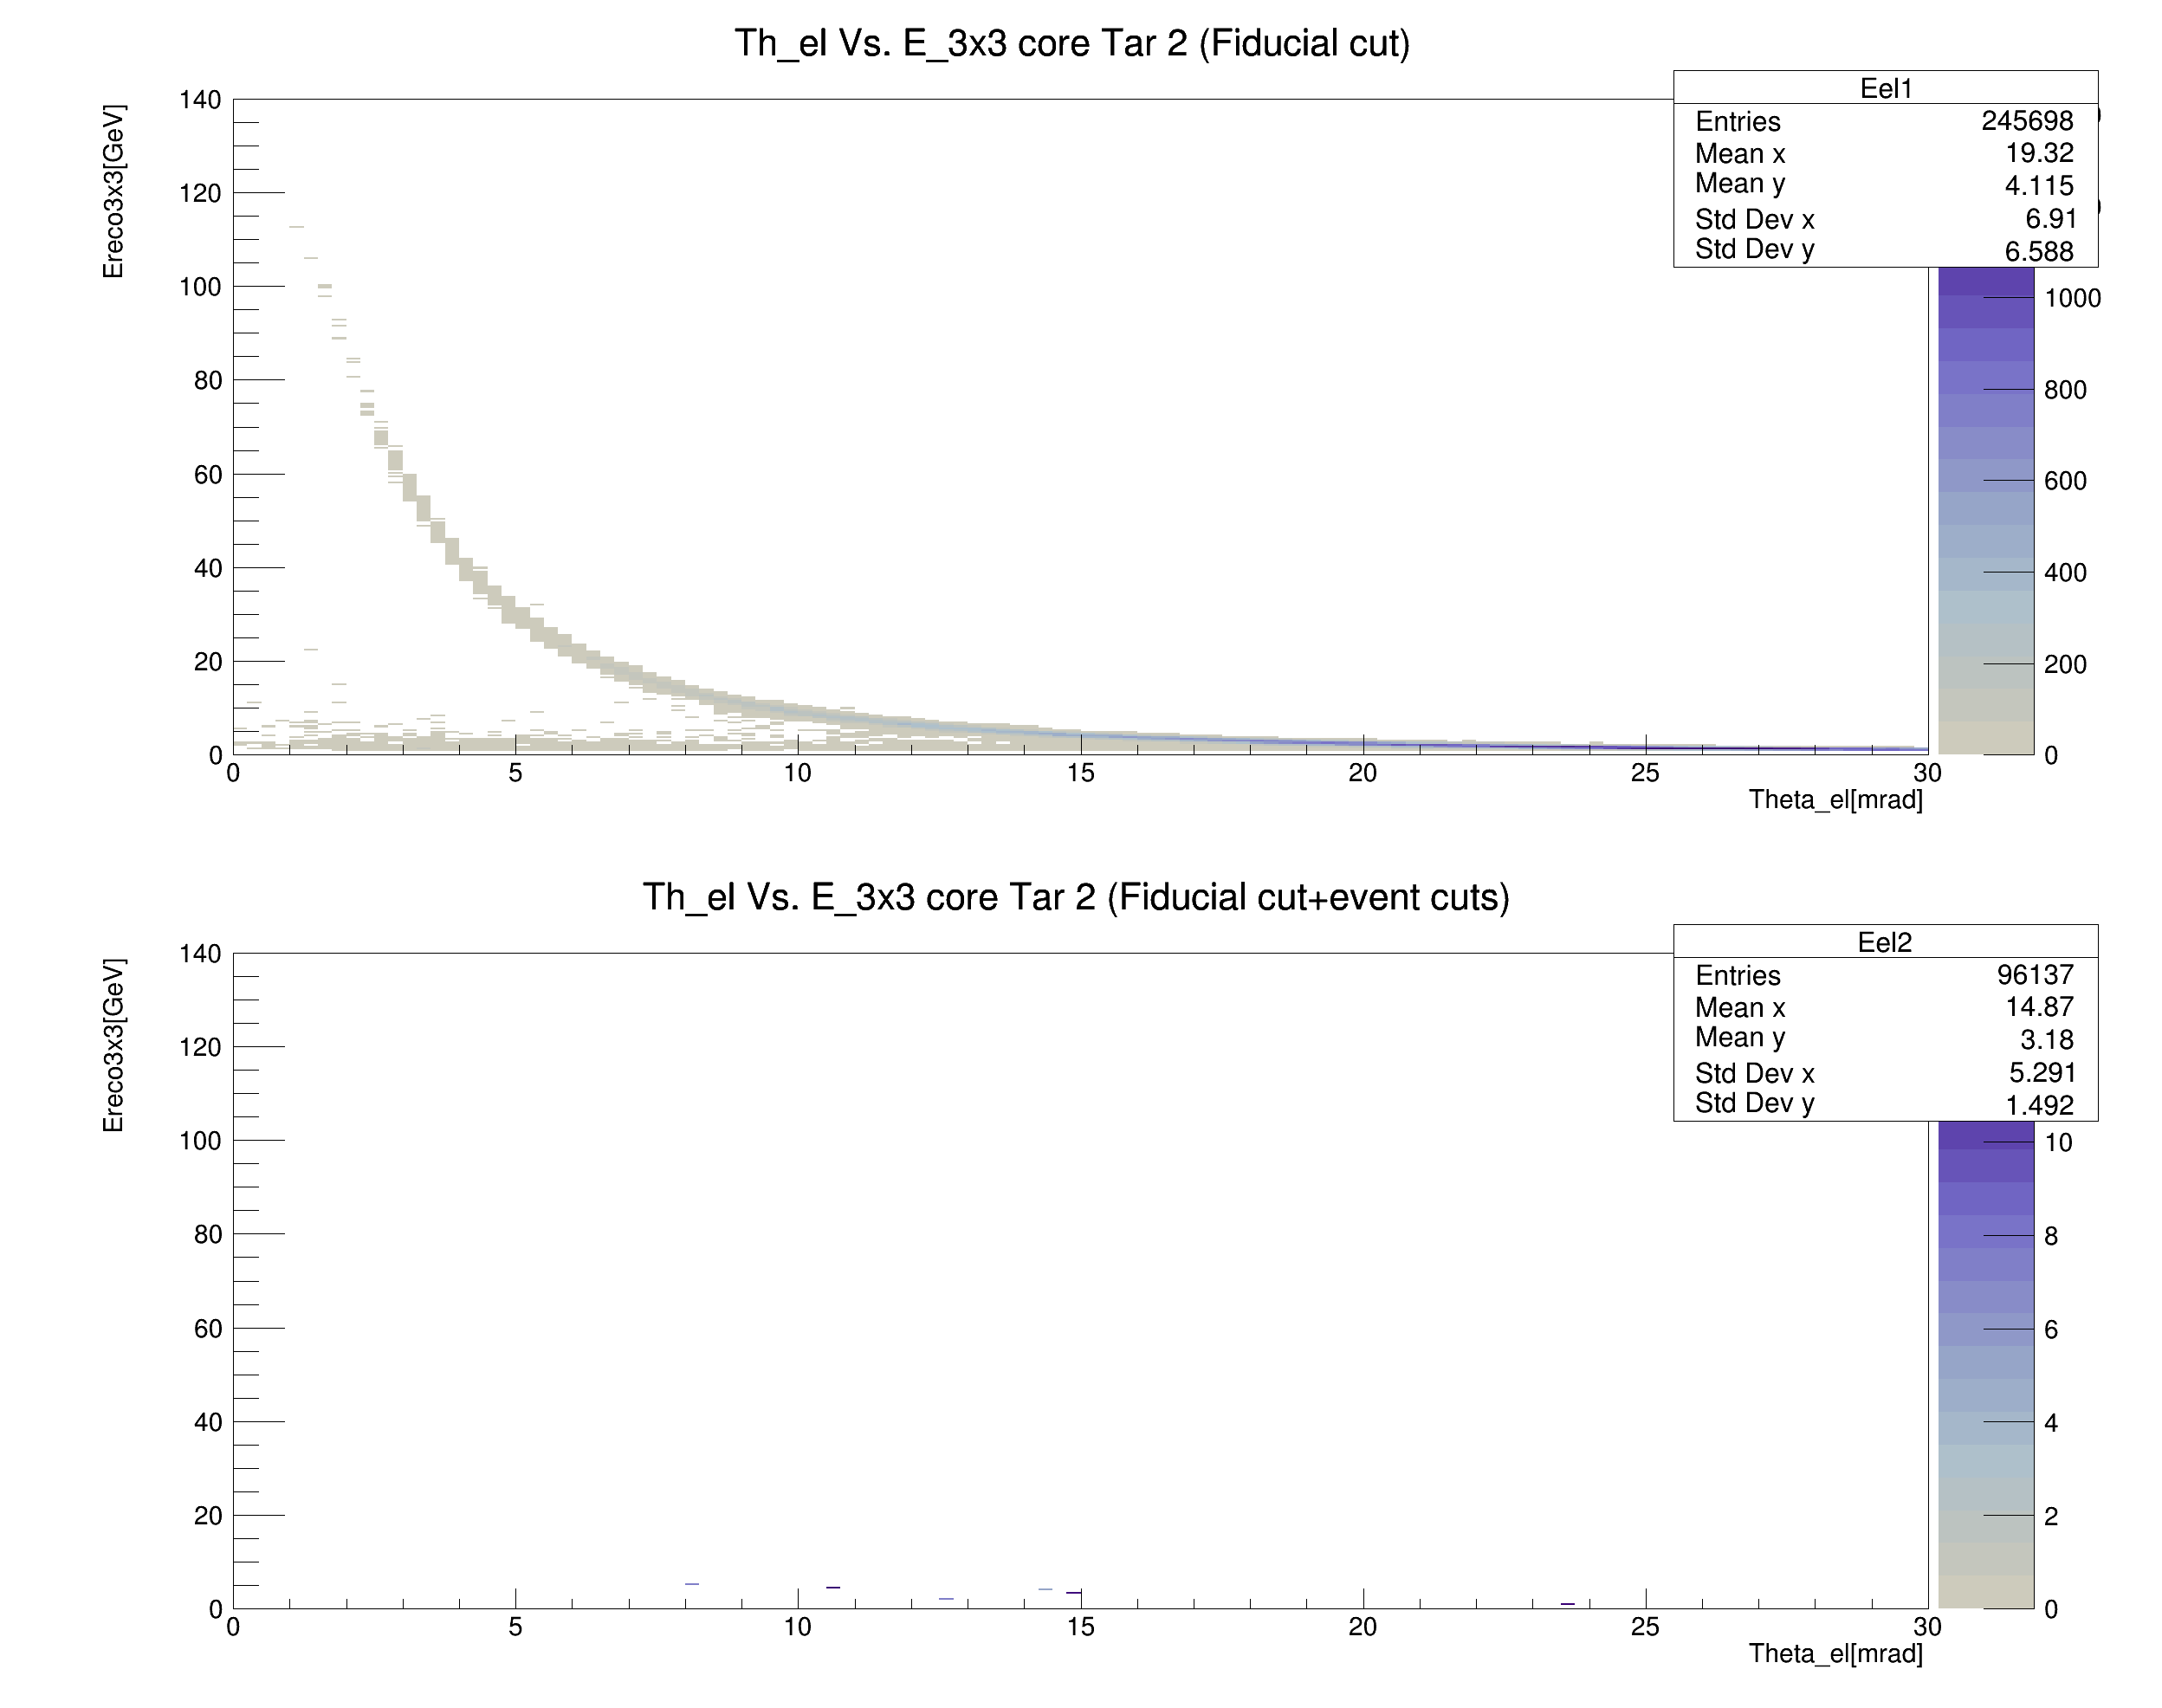 Th_el Vs. E_3x3 core Tar 2 (Fiducial cut)
Ereco3x3[GeV]
140
120
100
80
60
40
20
0
0 5 10 15 20 25 30
Theta_el[mrad]
Eel1
Entries 245698
Mean x 19.32
Mean y 4.115
Std Dev x 6.91
Std Dev y 6.588
1000
800
600
400
200
0
Th_el Vs. E_3x3 core Tar 2 (Fiducial cut+event cuts)
Ereco3x3[GeV]
140
120
100
80
60
40
20
0
0 5 10 15 20 25 30
Theta_el[mrad]
Eel2
Entries 96137
Mean x 14.87
Mean y 3.18
Std Dev x 5.291
Std Dev y 1.492
10
8
6
4
2
0